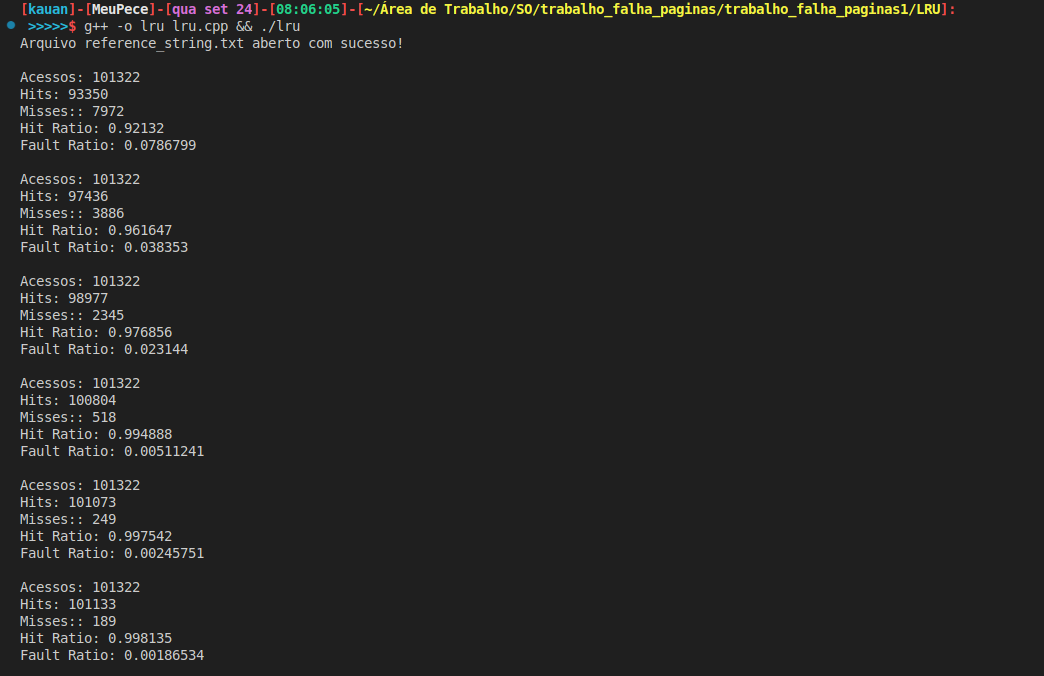 [kauan]-[MeuPece]-[qua set 24]-[08:06:05]-[~/Área de Trabalho/SO/trabalho_falha_paginas/trabalho_falha_paginas1/LRU]:
>>>>>$ g++ -o lru lru.cpp && ./lru
Arquivo reference_string.txt aberto com sucesso!
Acessos: 101322
Hits: 93350
Misses:: 7972
Hit Ratio: 0.92132
Fault Ratio: 0.0786799
Acessos: 101322
Hits: 97436
Misses:: 3886
Hit Ratio: 0.961647
Fault Ratio: 0.038353
Acessos: 101322
Hits: 98977
Misses:: 2345
Hit Ratio: 0.976856
Fault Ratio: 0.023144
Acessos: 101322
Hits: 100804
Misses:: 518
Hit Ratio: 0.994888
Fault Ratio: 0.00511241
Acessos: 101322
Hits: 101073
Misses:: 249
Hit Ratio: 0.997542
Fault Ratio: 0.00245751
Acessos: 101322
Hits: 101133
Misses:: 189
Hit Ratio: 0.998135
Fault Ratio: 0.00186534